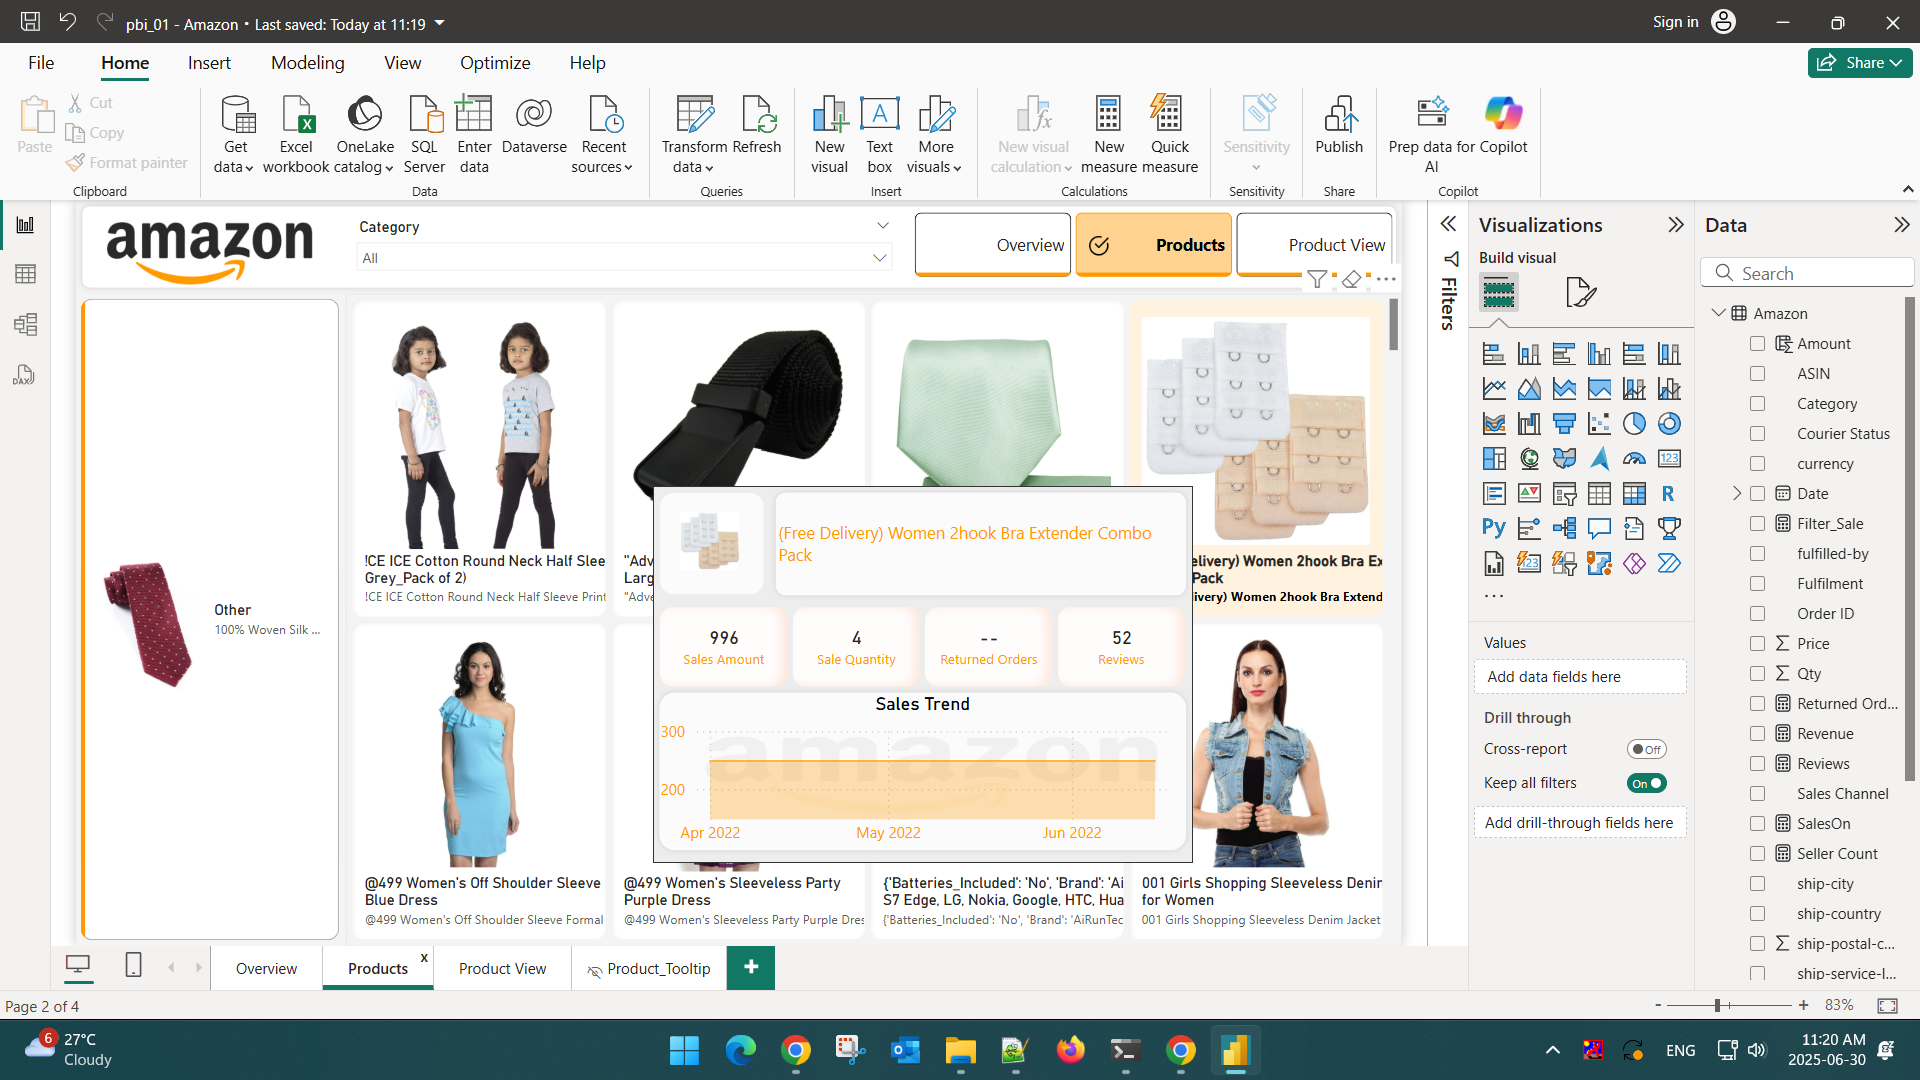 pbi_01 - Amazon • Last saved: Today at 11:19
Sign in
File Home Insert Modeling View Optimize Help
Share
Paste
Cut
Copy
Format painter
Clipboard
Get data
Excel workbook
OneLake catalog
SQL Server
Enter data
Dataverse
Recent sources
Data
Transform data
Refresh
Queries
New visual
Text box
More visuals
Insert
New visual calculation
New measure
Quick measure
Calculations
Sensitivity
Sensitivity
Publish
Share
Prep data for AI
Copilot
Copilot
amazon
Category
All
Overview
Products
Product View
Other
100% Woven Silk ...
!CE ICE Cotton Round Neck Half Slee
Grey_Pack of 2)
!CE ICE Cotton Round Neck Half Sleeve Print
"Adv
Larg
"Adve
elivery) Women 2hook Bra Ex
Pack
ivery) Women 2hook Bra Extend
(Free Delivery) Women 2hook Bra Extender Combo
Pack
996
Sales Amount
4
Sale Quantity
--
Returned Orders
52
Reviews
Sales Trend
amazon
300
200
Apr 2022
May 2022
Jun 2022
@499 Women's Off Shoulder Sleeve
Blue Dress
@499 Women's Off Shoulder Sleeve Formal
@499 Women's Sleeveless Party
Purple Dress
@499 Women's Sleeveless Party Purple Dres
{'Batteries_Included': 'No', 'Brand': 'Ai
S7 Edge, LG, Nokia, Google, HTC, Hua
{'Batteries_Included': 'No', 'Brand': 'AiRunTec
001 Girls Shopping Sleeveless Denir
for Women
001 Girls Shopping Sleeveless Denim Jacket
Filters
Visualizations
Build visual
123
R
Py
123
...
Values
Add data fields here
Drill through
Cross-report
Off
Keep all filters
On
Add drill-through fields here
Data
Search
Amazon
Amount
ASIN
Category
Courier Status
currency
Date
Filter_Sale
fulfilled-by
Fulfilment
Order ID
Price
Qty
Returned Ord...
Revenue
Reviews
Sales Channel
SalesOn
Seller Count
ship-city
ship-country
ship-postal-c...
ship-service-l...
Overview
Products
x
Product View
Product_Tooltip
+
Page 2 of 4
- + 83%
6
27°C
Cloudy
ENG
11:20 AM
2025-06-30